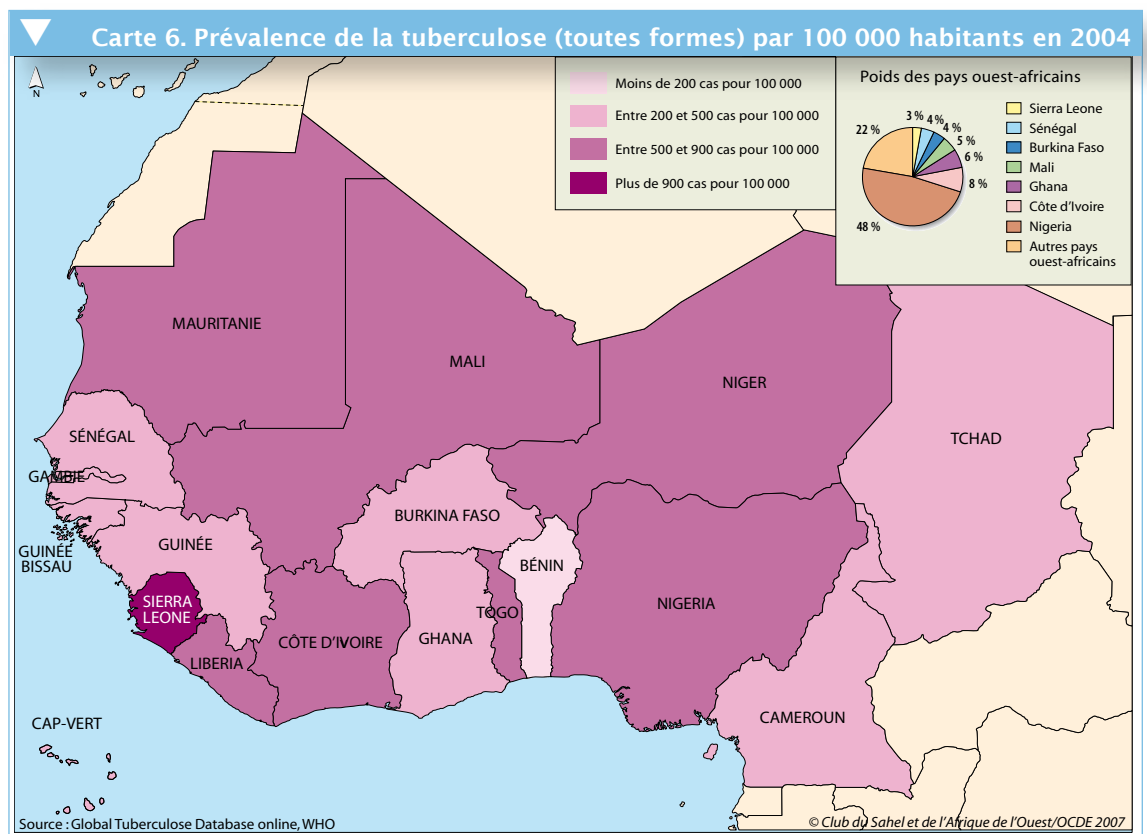 Carte 6. Prévalence de la tuberculose (toutes formes) par 100 000 habitants en 2004
N
Moins de 200 cas pour 100 000
Entre 200 et 500 cas pour 100 000
Entre 500 et 900 cas pour 100 000
Plus de 900 cas pour 100 000
Poids des pays ouest-africains
3 %
4 %
4 %
5 %
6 %
8 %
48 %
22 %
Sierra Leone
Sénégal
Burkina Faso
Mali
Ghana
Côte d'Ivoire
Nigeria
Autres pays
ouest-africains
MAURITANIE
MALI
NIGER
TCHAD
SÉNÉGAL
GAMBIE
GUINÉE
BISSAU
GUINÉE
BURKINA FASO
BÉNIN
SIERRA
LEONE
LIBERIA
CÔTE D'IVOIRE
GHANA
TOGO
NIGERIA
CAMEROUN
CAP-VERT
Source : Global Tuberculose Database online, WHO
© Club du Sahel et de l'Afrique de l'Ouest/OCDE 2007